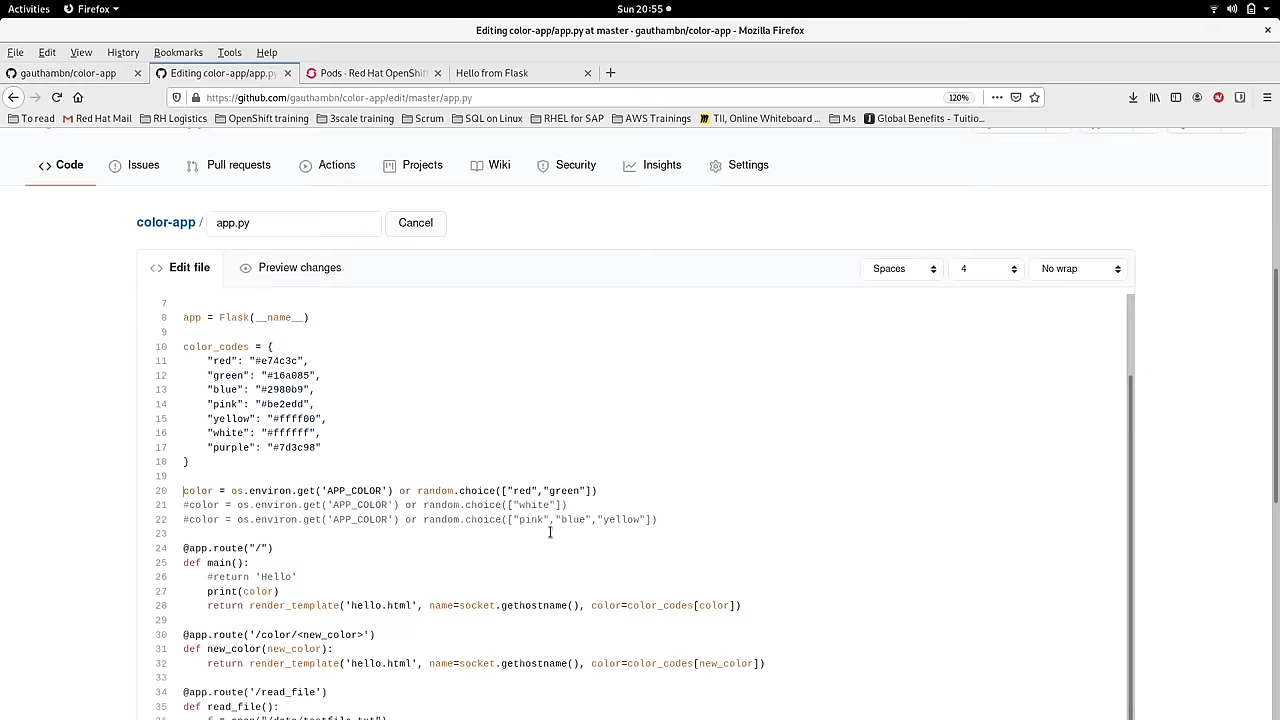 Activities Firefox Sun 20:55
Editing color-app/app.py at master · gauthambn/color-app - Mozilla Firefox
File Edit View History Bookmarks Tools Help
gauthambn/color-app Editing color-app/app.py Pods · Red Hat OpenShift Hello from Flask
https://github.com/gauthambn/color-app/edit/master/app.py 120%
To read Red Hat Mail RH Logistics OpenShift training 3scale training Scrum SQL on Linux RHEL for SAP AWS Trainings TII, Online Whiteboard ... Ms Global Benefits - Tuitio...
Code Issues Pull requests Actions Projects Wiki Security Insights Settings
color-app / app.py Cancel
Edit file Preview changes Spaces 4 No wrap
7
8 app = Flask(__name__)
9
10 color_codes = {
11 "red": "#e74c3c",
12 "green": "#16a085",
13 "blue": "#2980b9",
14 "pink": "#be2edd",
15 "yellow": "#ffff00",
16 "white": "#ffffff",
17 "purple": "#7d3c98"
18 }
19
20 color = os.environ.get('APP_COLOR') or random.choice(["red","green"])
21 #color = os.environ.get('APP_COLOR') or random.choice(["white"])
22 #color = os.environ.get('APP_COLOR') or random.choice(["pink","blue","yellow"])
23
24 @app.route("/")
25 def main():
26 #return 'Hello'
27 print(color)
28 return render_template('hello.html', name=socket.gethostname(), color=color_codes[color])
29
30 @app.route('/color/<new_color>')
31 def new_color(new_color):
32 return render_template('hello.html', name=socket.gethostname(), color=color_codes[new_color])
33
34 @app.route('/read_file')
35 def read_file():
36 f = open("/data/testfile.txt")